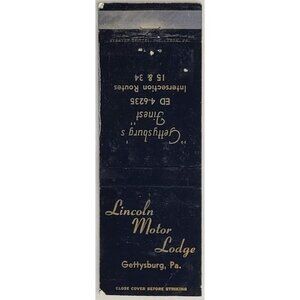 "Gettysburg's
Finest"
ED 4-6235
Intersection Routes
15 & 34
Lincoln
Motor
Lodge
Gettysburg, Pa.
CLOSE COVER BEFORE STRIKING